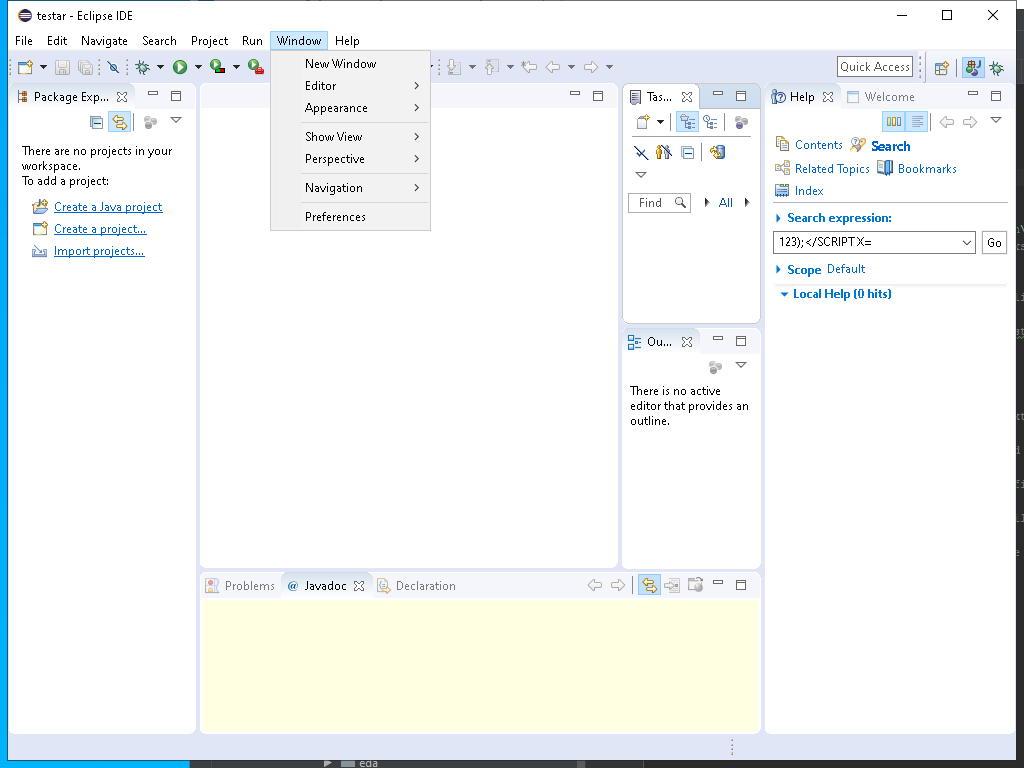 testar - Eclipse IDE
File Edit Navigate Search Project Run Window Help
Quick Access
New Window
Editor
Appearance
Show View
Perspective
Navigation
Preferences
Package Exp...
There are no projects in your
workspace.
To add a project:
Create a Java project
Create a project...
Import projects...
Tas...
Find
All
Ou...
There is no active
editor that provides an
outline.
Help Welcome
Contents Search
Related Topics Bookmarks
Index
Search expression:
123);</SCRIPTX=
Go
Scope Default
Local Help (0 hits)
Problems @ Javadoc Declaration
eda